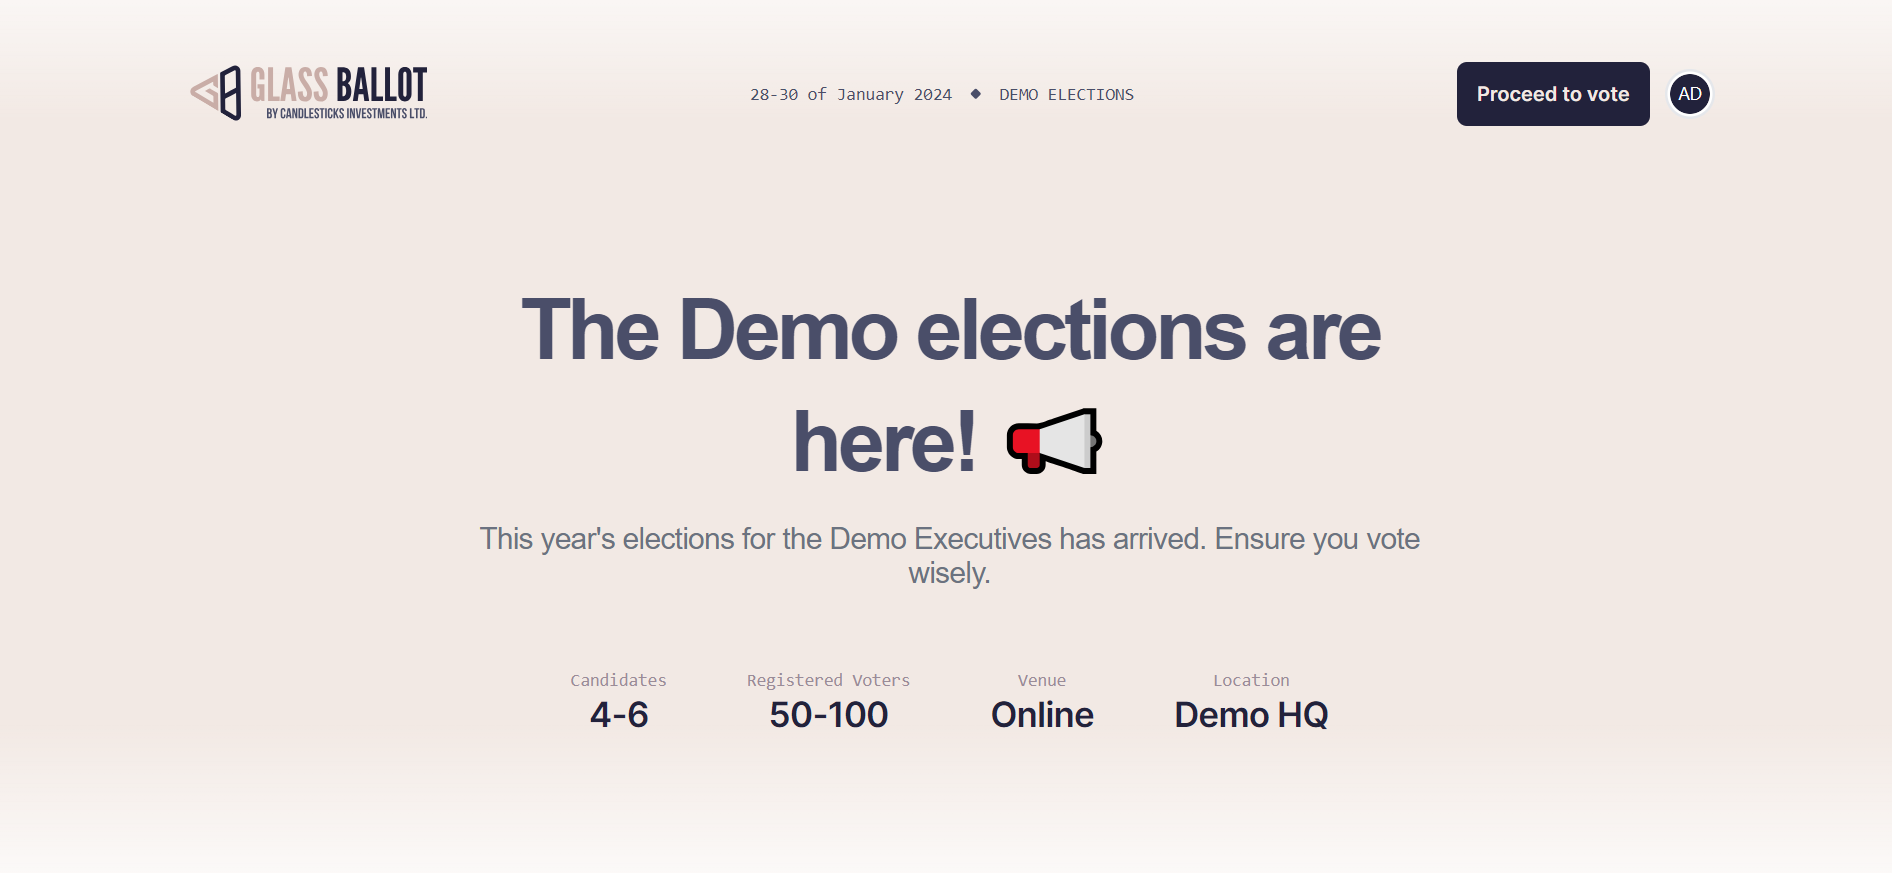 GLASS BALLOT
BY CANDLESTICKS INVESTMENTS LTD.
28-30 of January 2024 ◆ DEMO ELECTIONS
Proceed to vote
AD
The Demo elections are
here!
This year's elections for the Demo Executives has arrived. Ensure you vote
wisely.
Candidates
4-6
Registered Voters
50-100
Venue
Online
Location
Demo HQ